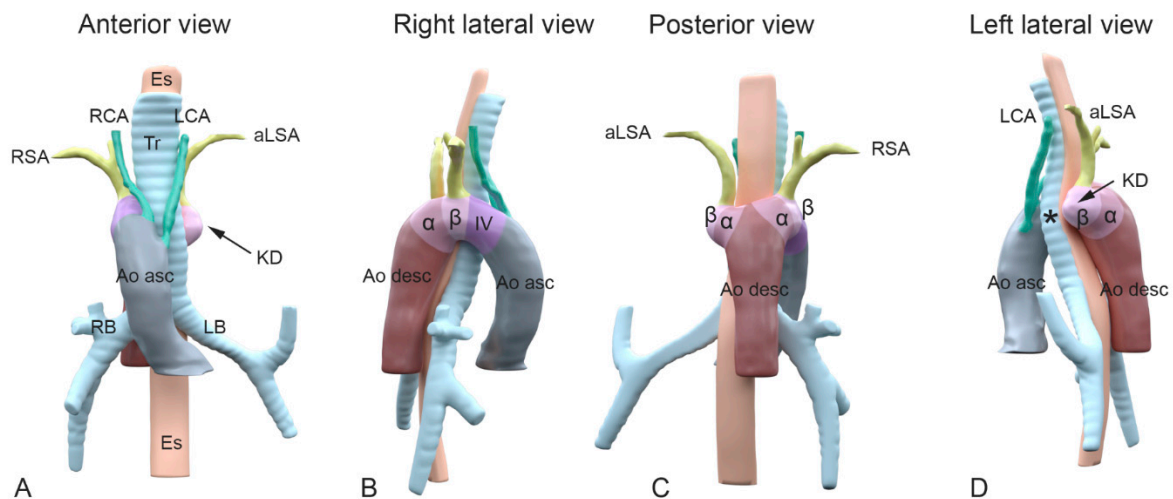 Anterior view
Es
RCA
LCA
Tr
RSA
aLSA
KD
Ao asc
RB
LB
Es
A
Right lateral view
α
β
IV
Ao desc
Ao asc
B
Posterior view
aLSA
RSA
β
α
α
β
Ao desc
C
Left lateral view
LCA
aLSA
KD
*
β
α
Ao asc
Ao desc
D